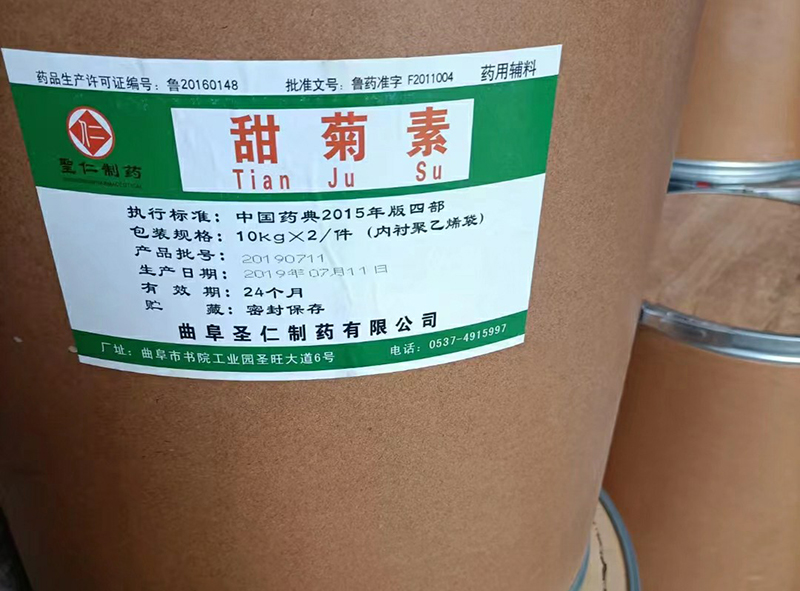 药品生产许可证编号：鲁20160148 批准文号：鲁药准字 F2011004 药用辅料
聖仁制药
甜菊素
Tian Ju Su
执行标准：中国药典2015年版四部
包装规格：10kg×2/件（内衬聚乙烯袋）
产品批号：20190711
生产日期：2019年07月11日
有效期：24个月
贮藏：密封保存
曲阜圣仁制药有限公司
厂址：曲阜市书院工业园圣旺大道6号 电话：0537-4915997